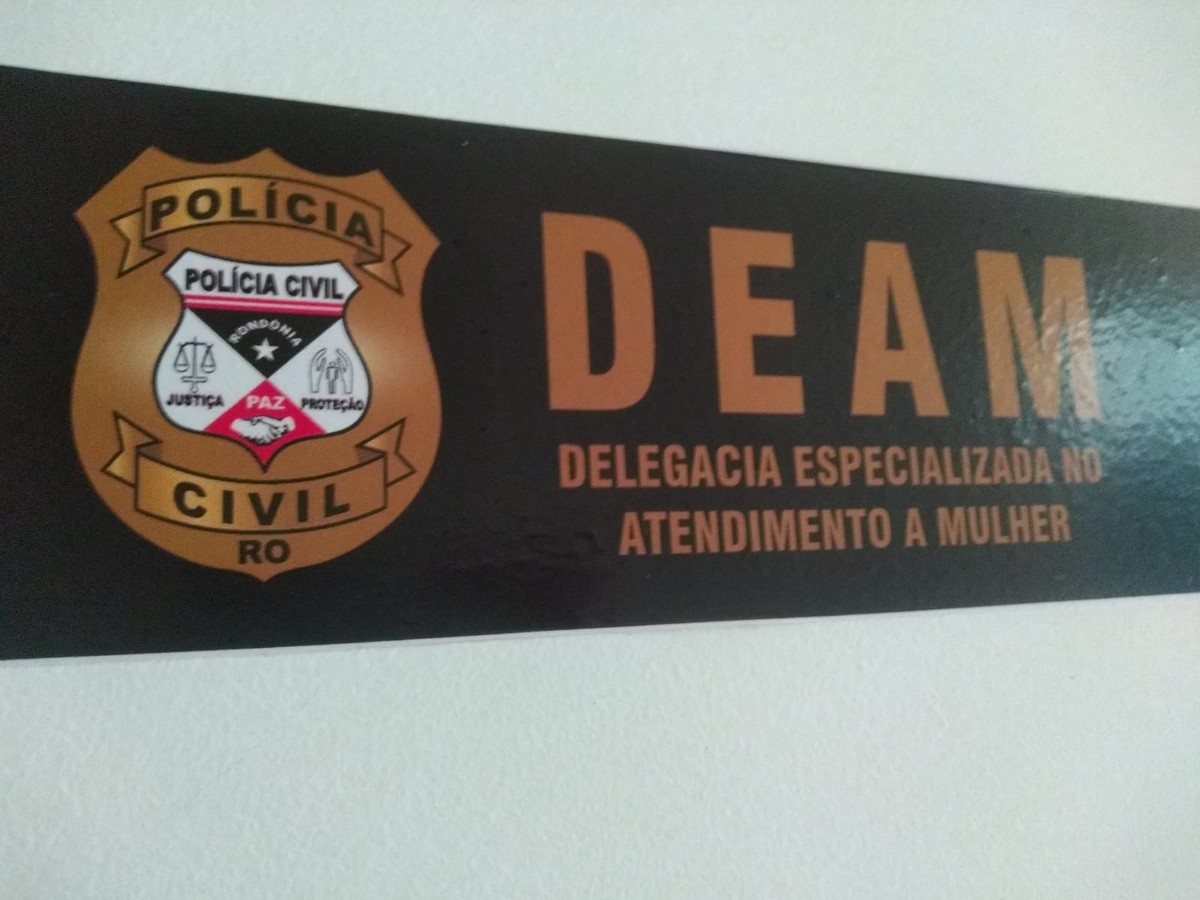 POLÍCIA
POLÍCIA CIVIL
RONDÔNIA
JUSTIÇA
PAZ
PROTEÇÃO
CIVIL
RO
DEAM
DELEGACIA ESPECIALIZADA NO
ATENDIMENTO A MULHER